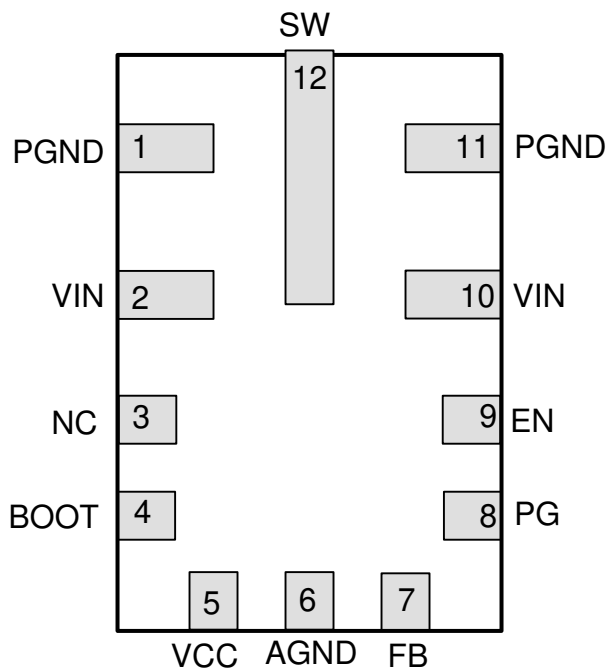 SW
12
PGND 1 11 PGND
VIN 2 10 VIN
NC 3 9 EN
BOOT 4 8 PG
5 6 7
VCC AGND FB